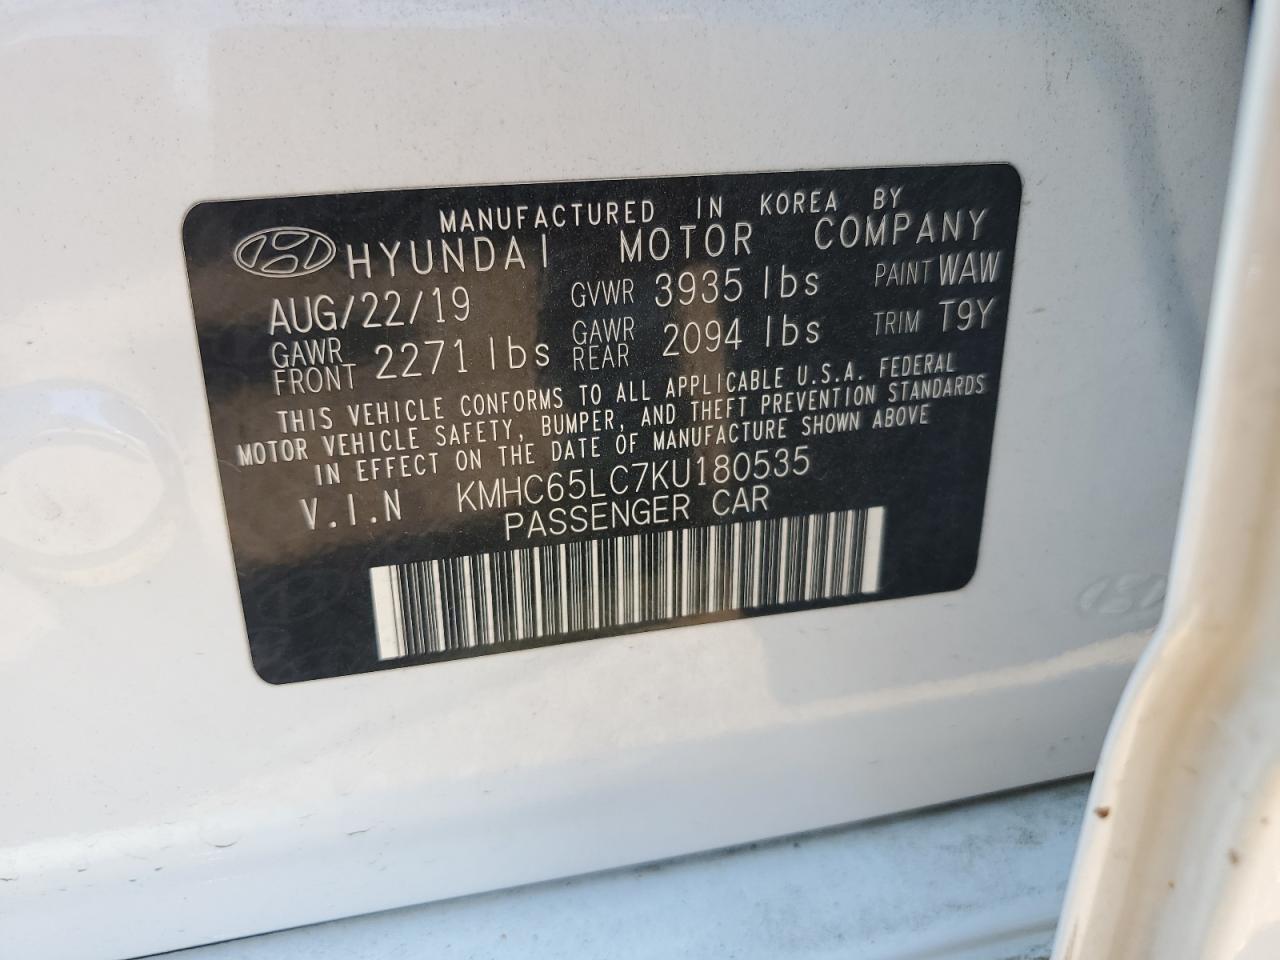 MANUFACTURED IN KOREA BY
HYUNDAI MOTOR COMPANY
AUG/22/19 GVWR 3935 lbs PAINT WAW
GAWR FRONT 2271 lbs GAWR REAR 2094 lbs TRIM T9Y
THIS VEHICLE CONFORMS TO ALL APPLICABLE U.S.A. FEDERAL
MOTOR VEHICLE SAFETY, BUMPER, AND THEFT PREVENTION STANDARDS
IN EFFECT ON THE DATE OF MANUFACTURE SHOWN ABOVE
V.I.N KMHC65LC7KU180535
PASSENGER CAR